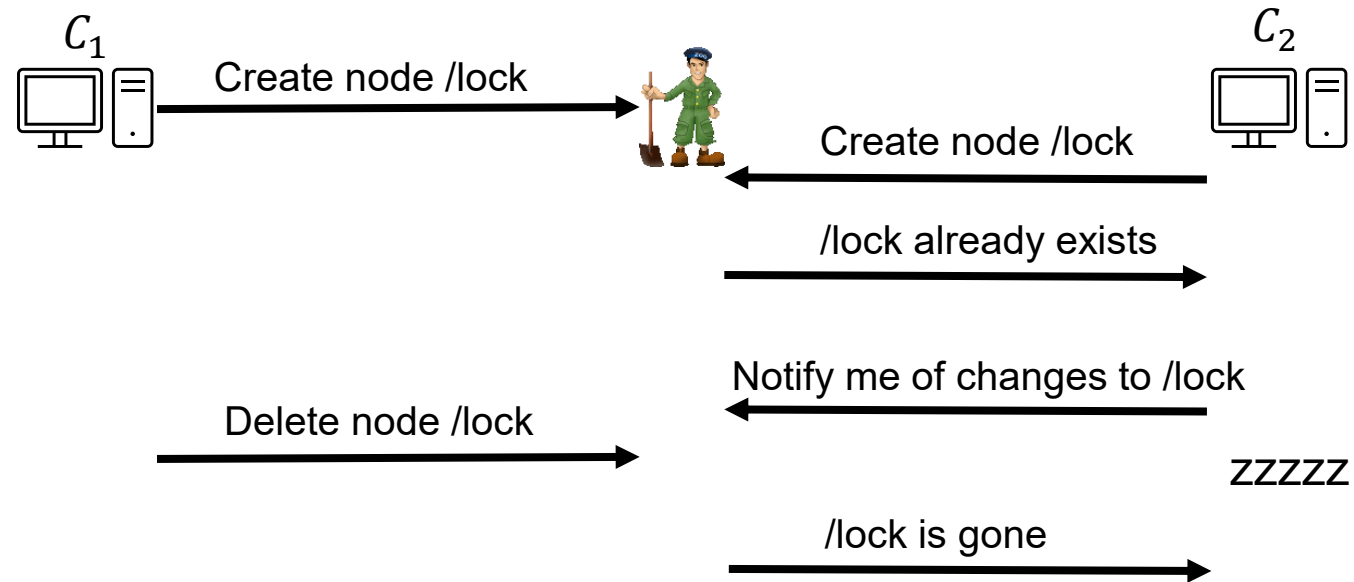 C₁
C₂
Create node /lock
Create node /lock
/lock already exists
Notify me of changes to /lock
Delete node /lock
zzzzz
/lock is gone